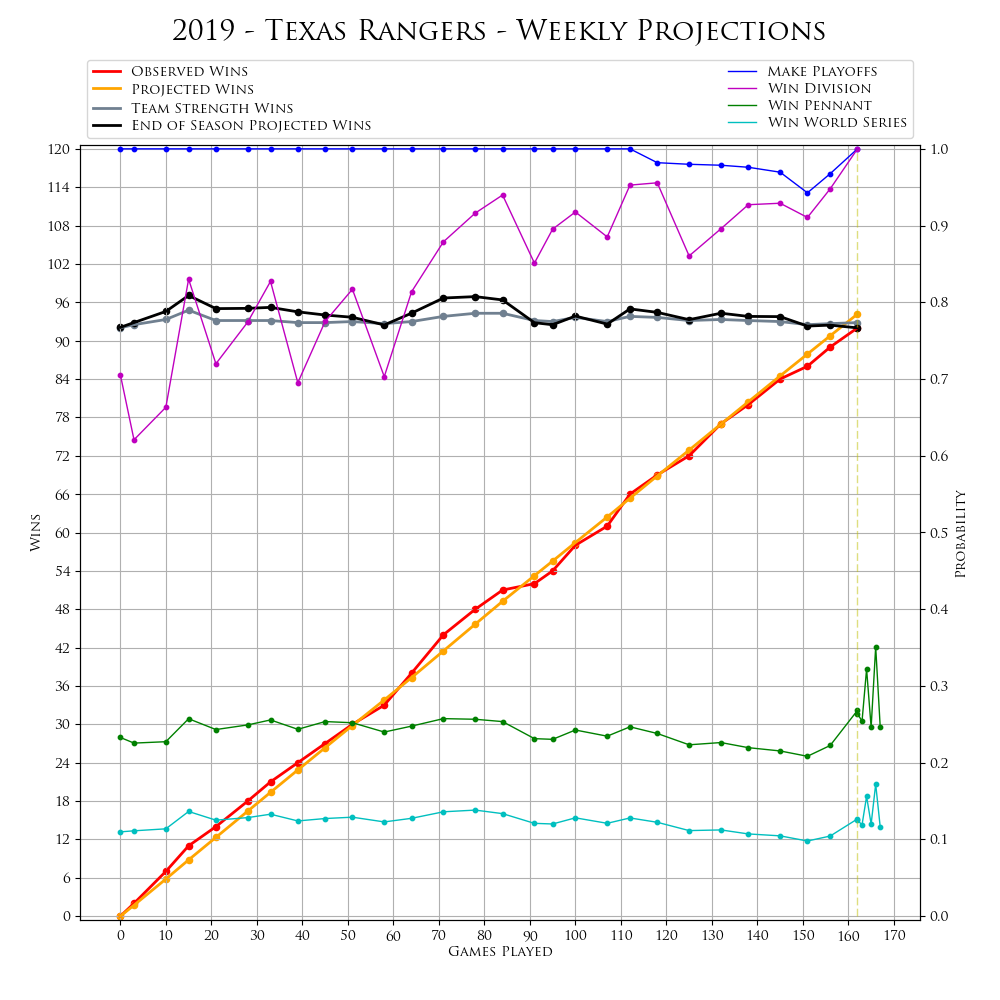 2019 - Texas Rangers - Weekly Projections
Observed Wins
Projected Wins
Team Strength Wins
End of Season Projected Wins
Make Playoffs
Win Division
Win Pennant
Win World Series
120
114
108
102
96
90
84
78
72
66
60
54
48
42
36
30
24
18
12
6
0
Wins
1.0
0.9
0.8
0.7
0.6
0.5
0.4
0.3
0.2
0.1
0.0
Probability
0 10 20 30 40 50 60 70 80 90 100 110 120 130 140 150 160 170
Games Played